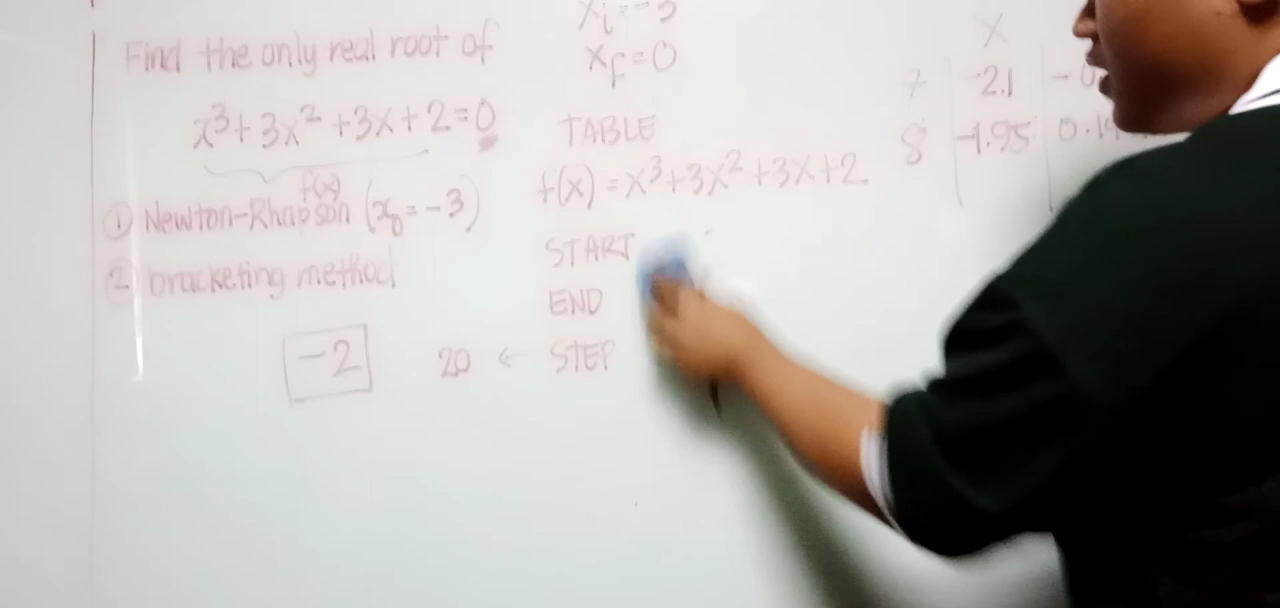 Find the only real root of
x³+3x²+3x+2=0
f(x)
① Newton-Rhapson (x₀=-3)
② bracketing method
-2
xᵢ=-3
x_f=0
TABLE
f(x)=x³+3x²+3x+2
START
END
20 ← STEP
x
7 -2.1
8 -1.95